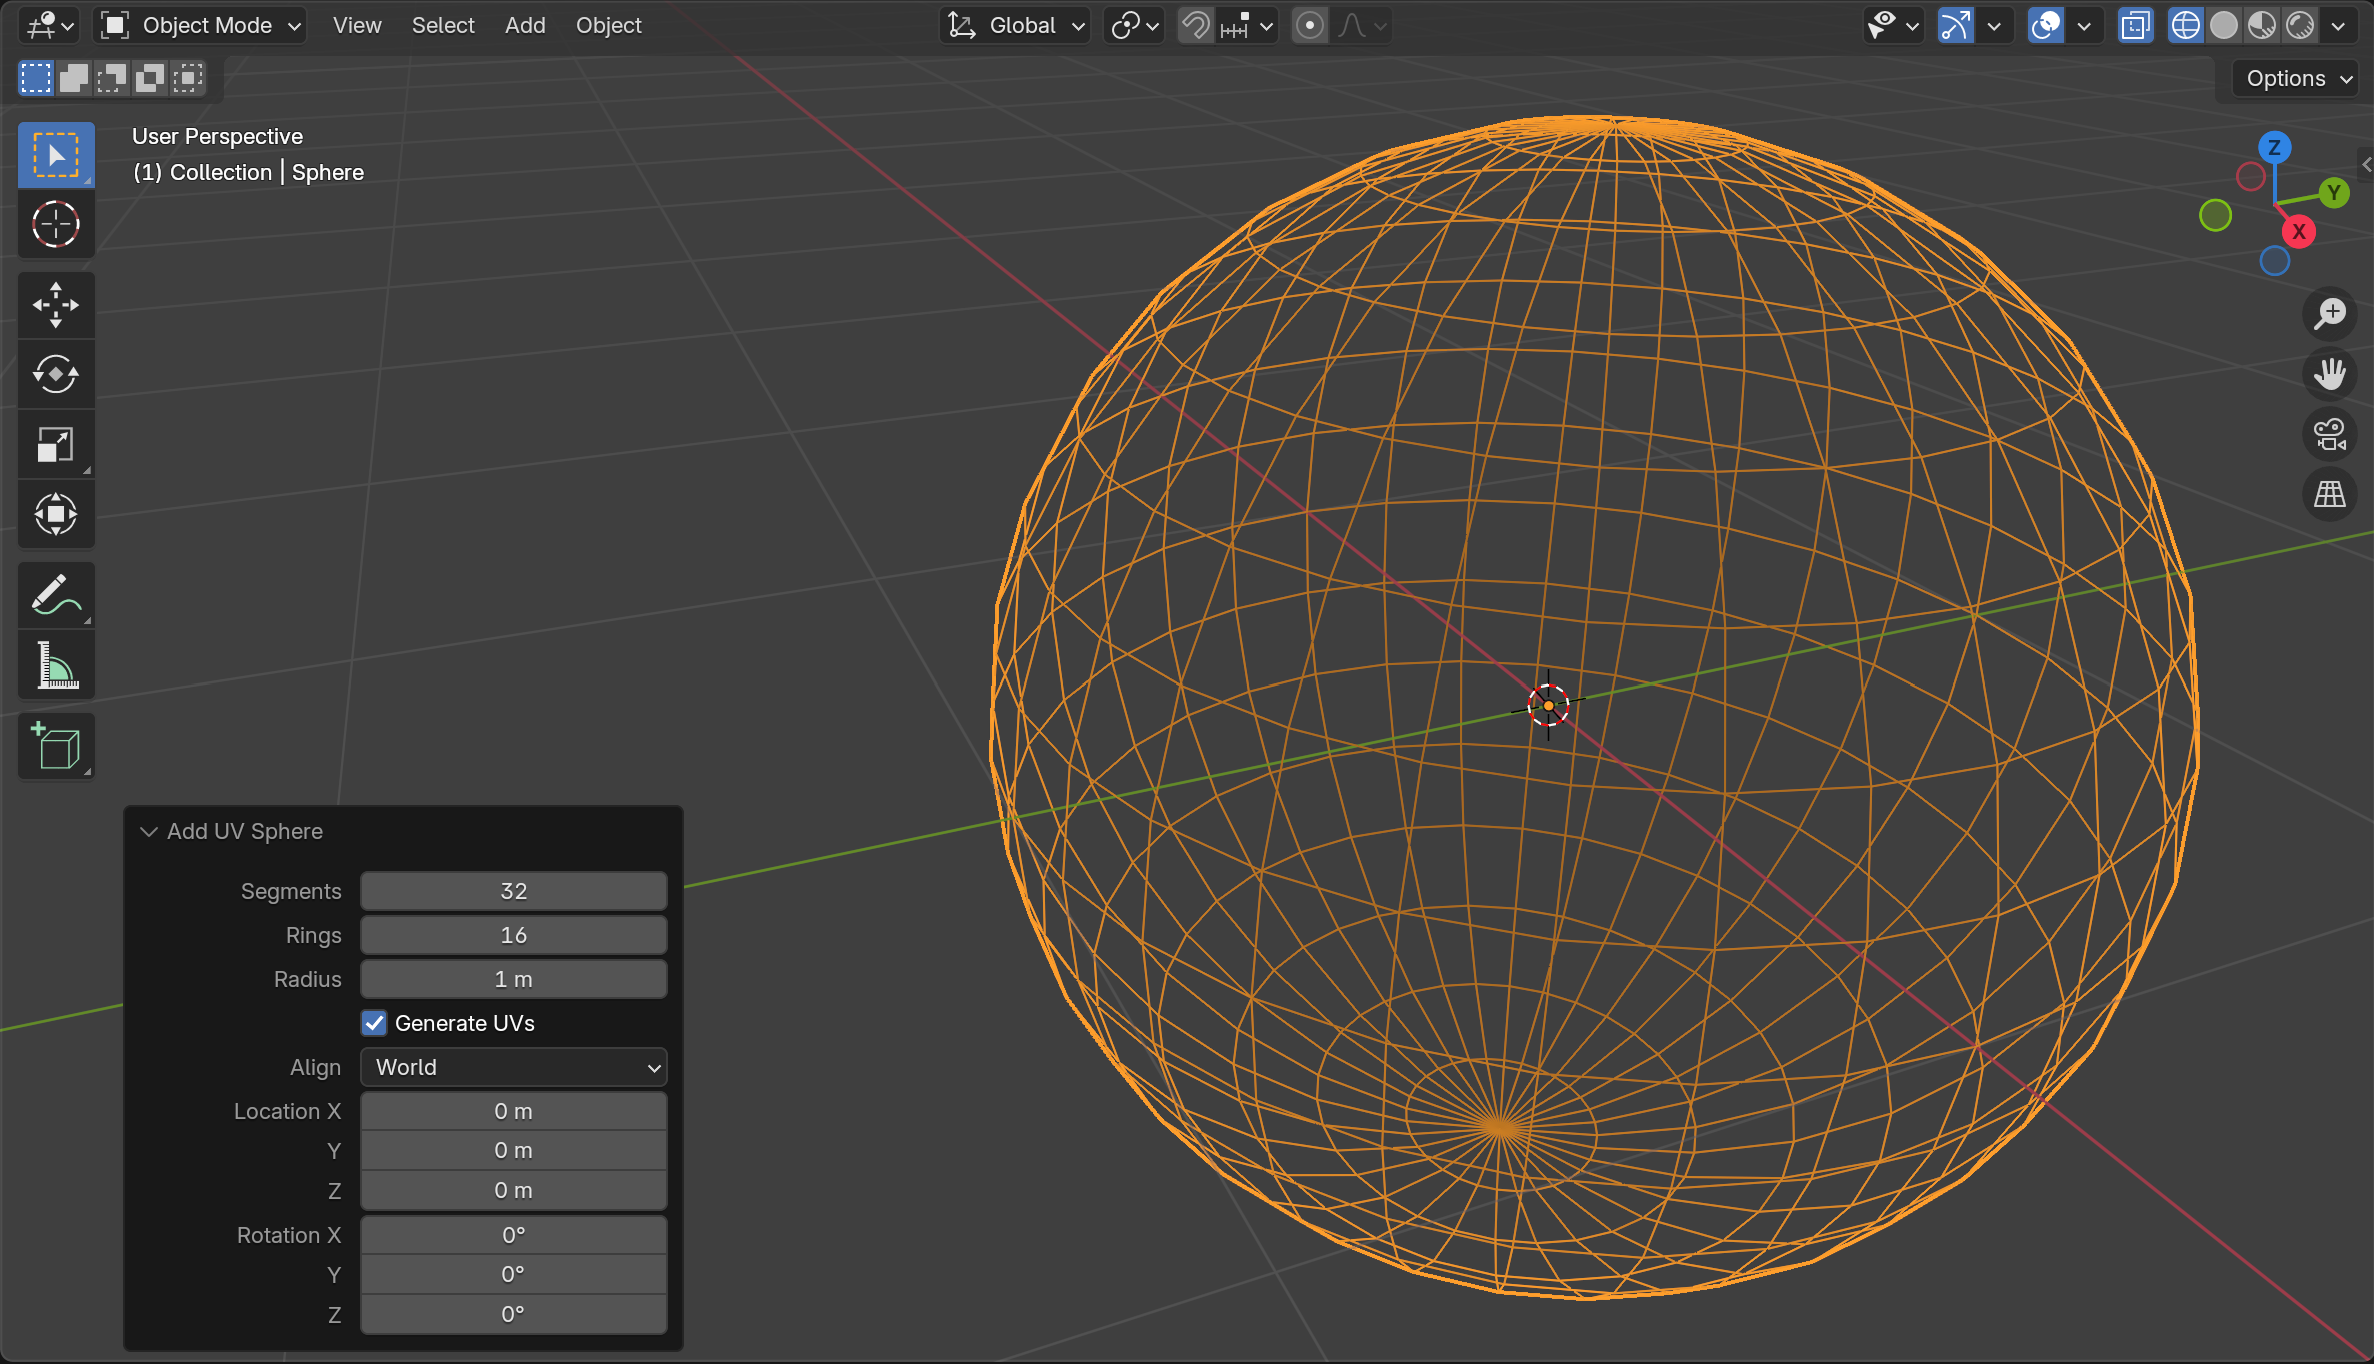 Object Mode View Select Add Object Global
Options
User Perspective
(1) Collection | Sphere
Z
Y
X
Add UV Sphere
Segments 32
Rings 16
Radius 1 m
Generate UVs
Align World
Location X 0 m
Y 0 m
Z 0 m
Rotation X 0°
Y 0°
Z 0°